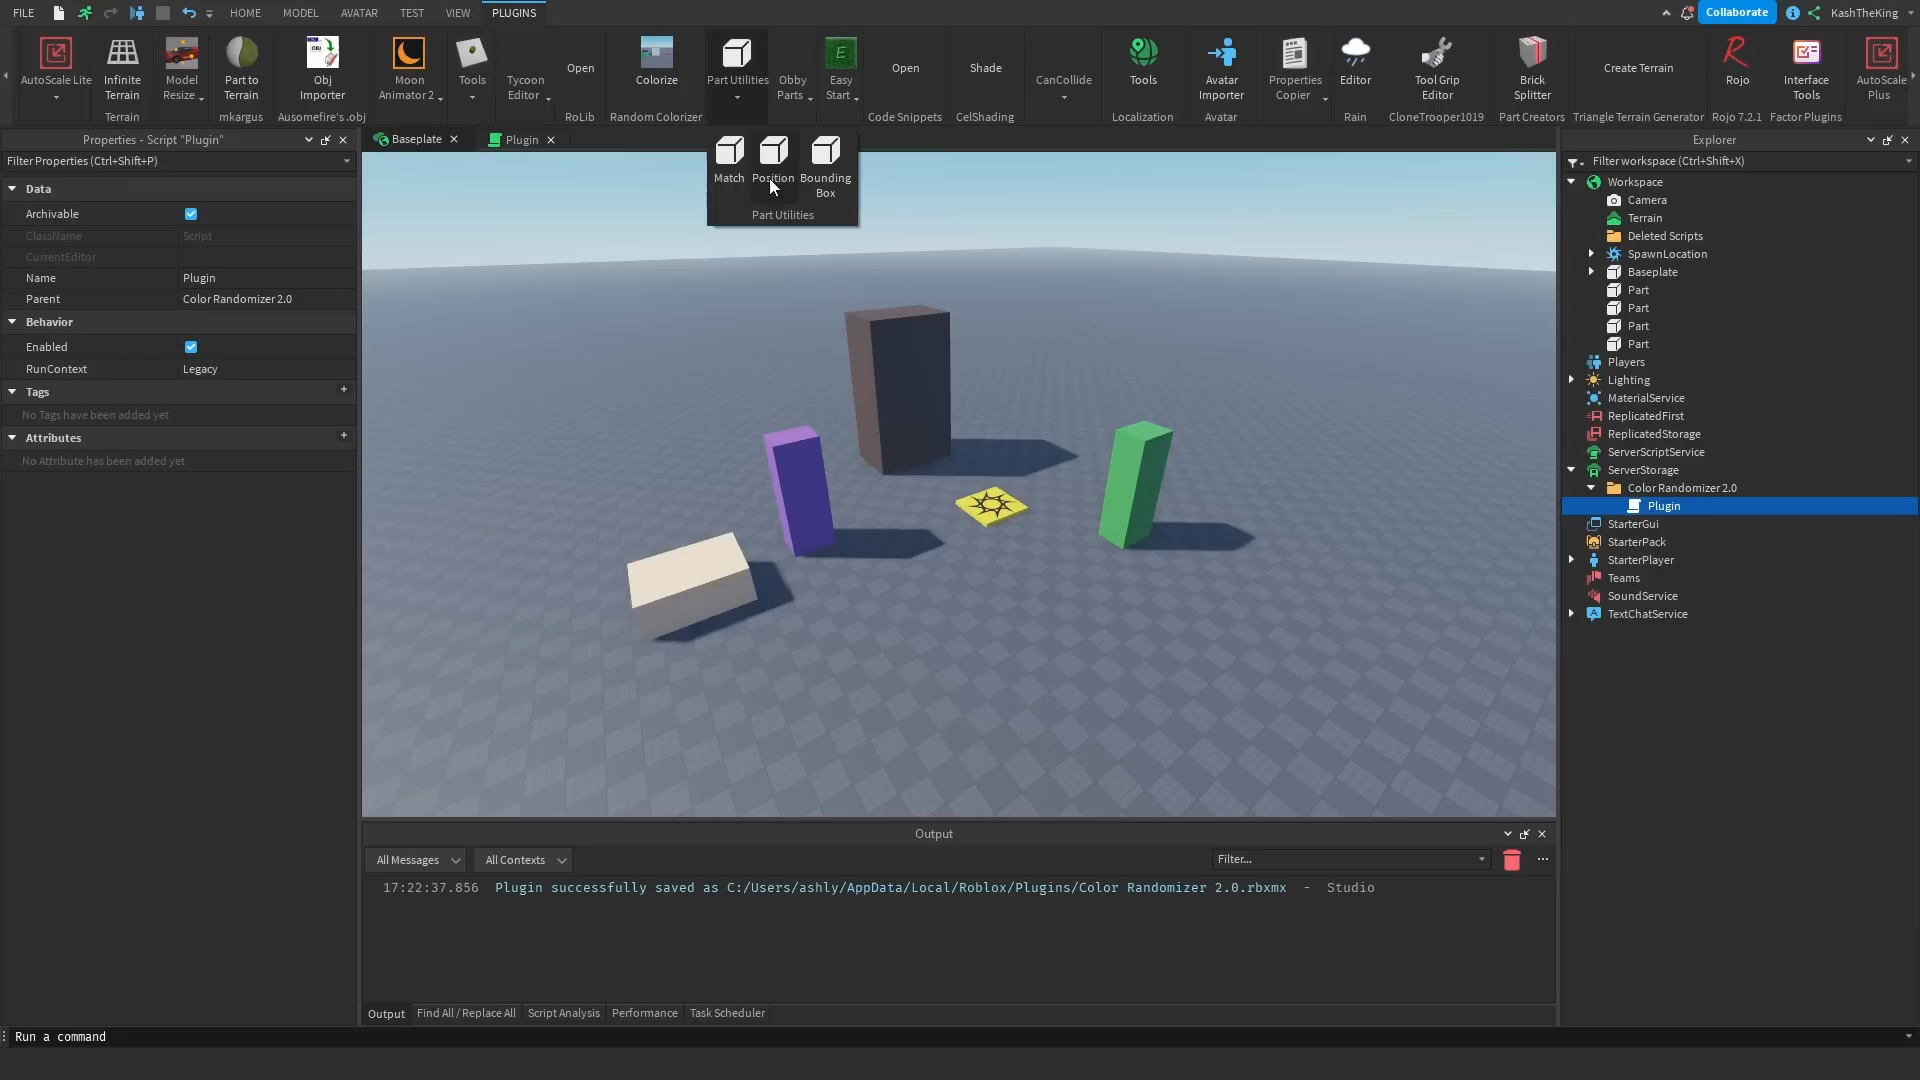 FILE HOME MODEL AVATAR TEST VIEW PLUGINS Collaborate KashTheKing
AutoScale Lite
Infinite Terrain
Terrain
Model Resize
Part to Terrain
mkargus
Obj Importer
Ausomefire's .obj
Moon Animator 2
Tools
Tycoon Editor
Open
RoLib
Colorize
Random Colorizer
Part Utilities
Obby Parts
Easy Start
Open
Code Snippets
Shade
CelShading
CanCollide
Tools
Localization
Avatar Importer
Avatar
Properties Copier
Editor
Rain
Tool Grip Editor
CloneTrooper1019
Brick Splitter
Part Creators
Create Terrain
Triangle Terrain Generator
Rojo
Rojo 7.2.1
Interface Tools
Factor Plugins
AutoScale Plus
Properties - Script "Plugin"
Filter Properties (Ctrl+Shift+P)
Data
Archivable
ClassName Script
CurrentEditor
Name Plugin
Parent Color Randomizer 2.0
Behavior
Enabled
RunContext Legacy
Tags
No Tags have been added yet
Attributes
No Attribute has been added yet
Baseplate Plugin
Match Position Bounding Box
Part Utilities
Output
All Messages All Contexts Filter...
17:22:37.856 Plugin successfully saved as C:/Users/ashly/AppData/Local/Roblox/Plugins/Color Randomizer 2.0.rbxmx - Studio
Output Find All / Replace All Script Analysis Performance Task Scheduler
Run a command
Explorer
Filter workspace (Ctrl+Shift+X)
Workspace
Camera
Terrain
Deleted Scripts
SpawnLocation
Baseplate
Part
Part
Part
Part
Players
Lighting
MaterialService
ReplicatedFirst
ReplicatedStorage
ServerScriptService
ServerStorage
Color Randomizer 2.0
Plugin
StarterGui
StarterPack
StarterPlayer
Teams
SoundService
TextChatService